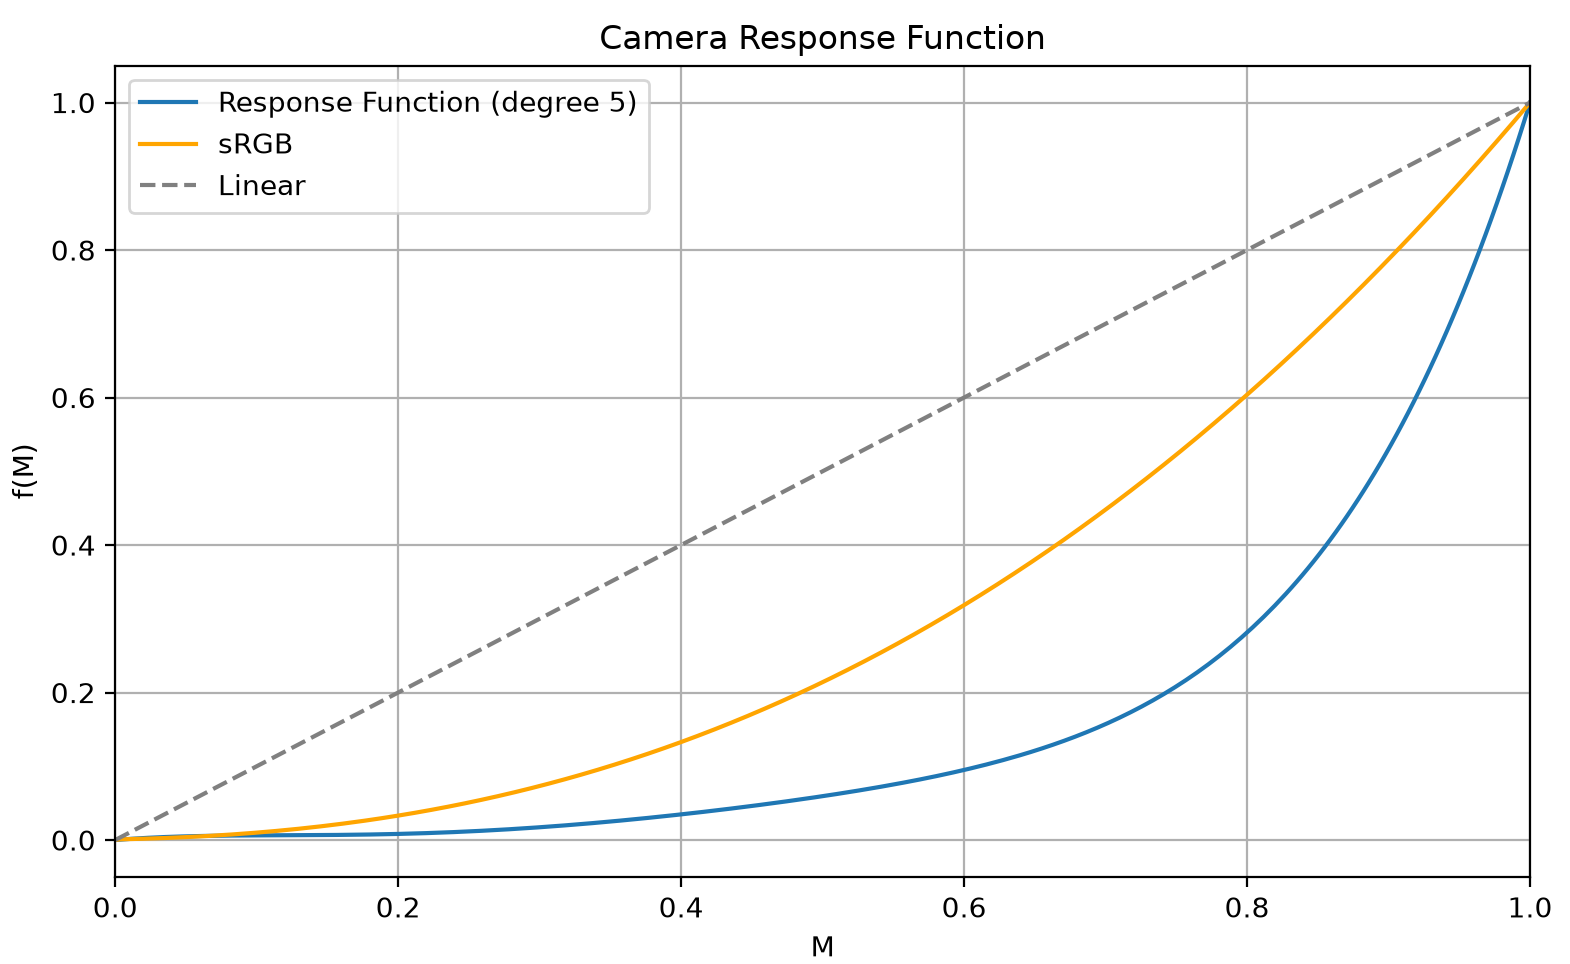 Camera Response Function
Response Function (degree 5)
sRGB
Linear
1.0
0.8
0.6
0.4
0.2
0.0
f(M)
0.0 0.2 0.4 0.6 0.8 1.0
M